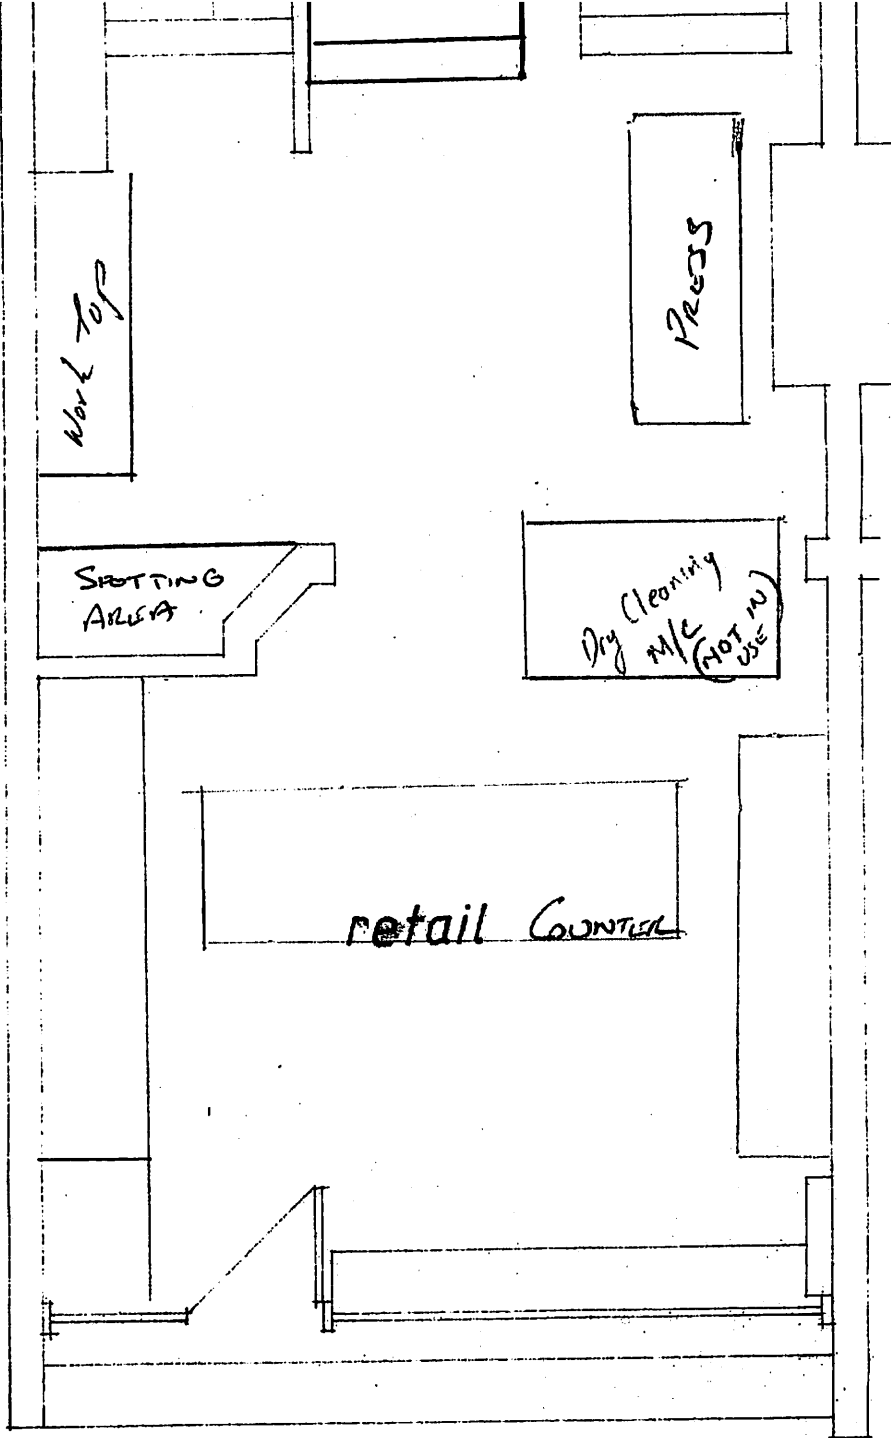 Work Top
PRESS
SPOTTING
AREA
Dry Cleaning
M/C
(NOT IN
USE)
retail COUNTER